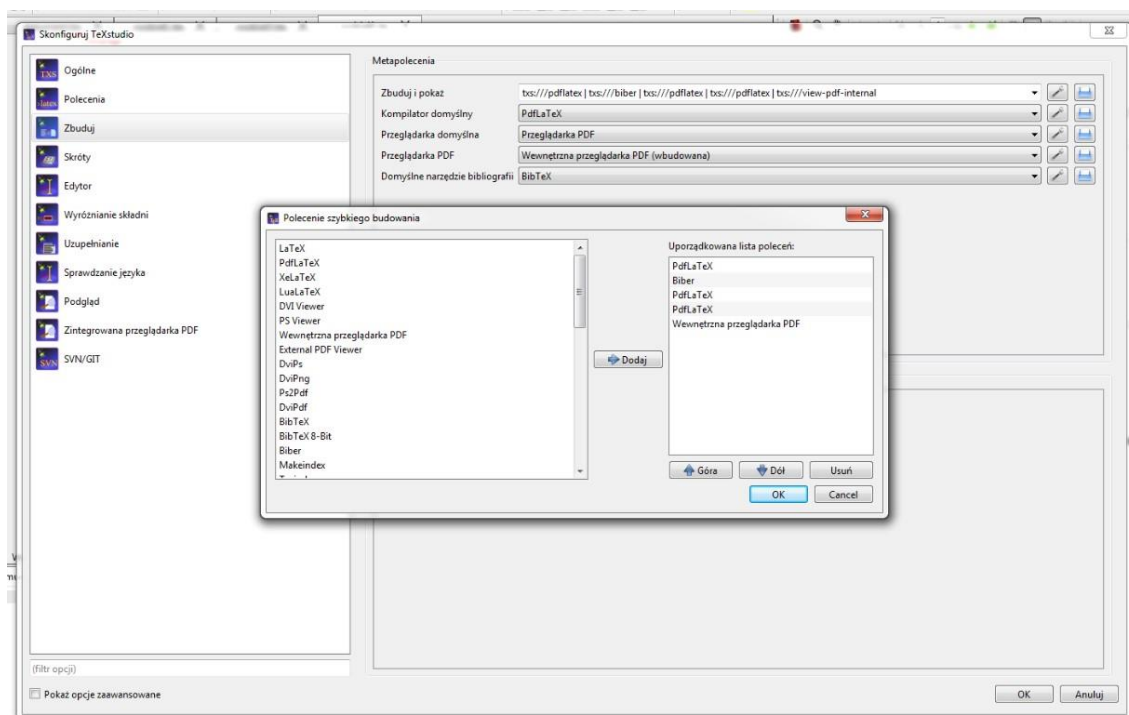 Skonfiguruj TeXstudio
Ogólne
Polecenia
Zbuduj
Skróty
Edytor
Wyróżnianie składni
Uzupełnianie
Sprawdzanie języka
Podgląd
Zintegrowana przeglądarka PDF
SVN/GIT
(filtr opcji)
Pokaż opcje zaawansowane
Metapolecenia
Zbuduj i pokaż txs:///pdflatex | txs:///biber | txs:///pdflatex | txs:///pdflatex | txs:///view-pdf-internal
Kompilator domyślny PdfLaTeX
Przeglądarka domyślna Przeglądarka PDF
Przeglądarka PDF Wewnętrzna przeglądarka PDF (wbudowana)
Domyślne narzędzie bibliografii BibTeX
Polecenie szybkiego budowania
LaTeX
PdfLaTeX
XeLaTeX
LuaLaTeX
DVI Viewer
PS Viewer
Wewnętrzna przeglądarka PDF
External PDF Viewer
DviPs
DviPng
Ps2Pdf
DviPdf
BibTeX
BibTeX 8-Bit
Biber
Makeindex
Dodaj
Uporządkowana lista poleceń:
PdfLaTeX
Biber
PdfLaTeX
PdfLaTeX
Wewnętrzna przeglądarka PDF
Góra Dół Usuń
OK Cancel
OK Anuluj